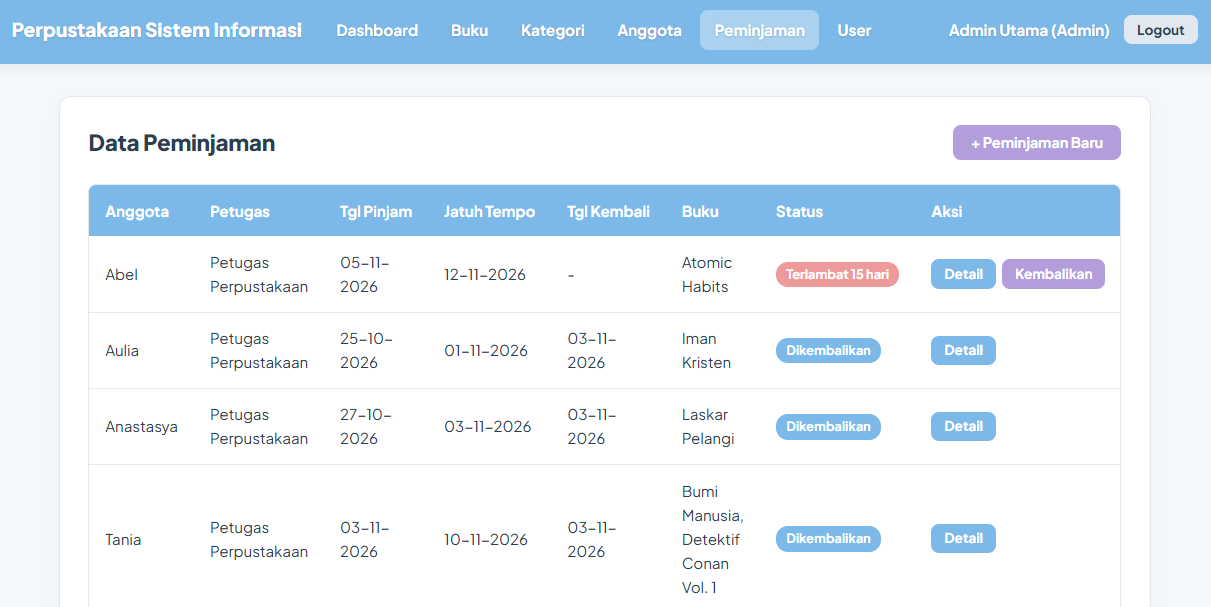 Perpustakaan Sistem Informasi Dashboard Buku Kategori Anggota Peminjaman User Admin Utama (Admin) Logout
Data Peminjaman + Peminjaman Baru
Anggota Petugas Tgl Pinjam Jatuh Tempo Tgl Kembali Buku Status Aksi
Abel Petugas Perpustakaan 05-11-2026 12-11-2026 - Atomic Habits Terlambat 15 hari Detail Kembalikan
Aulia Petugas Perpustakaan 25-10-2026 01-11-2026 03-11-2026 Iman Kristen Dikembalikan Detail
Anastasya Petugas Perpustakaan 27-10-2026 03-11-2026 03-11-2026 Laskar Pelangi Dikembalikan Detail
Tania Petugas Perpustakaan 03-11-2026 10-11-2026 03-11-2026 Bumi Manusia, Detektif Conan Vol. 1 Dikembalikan Detail